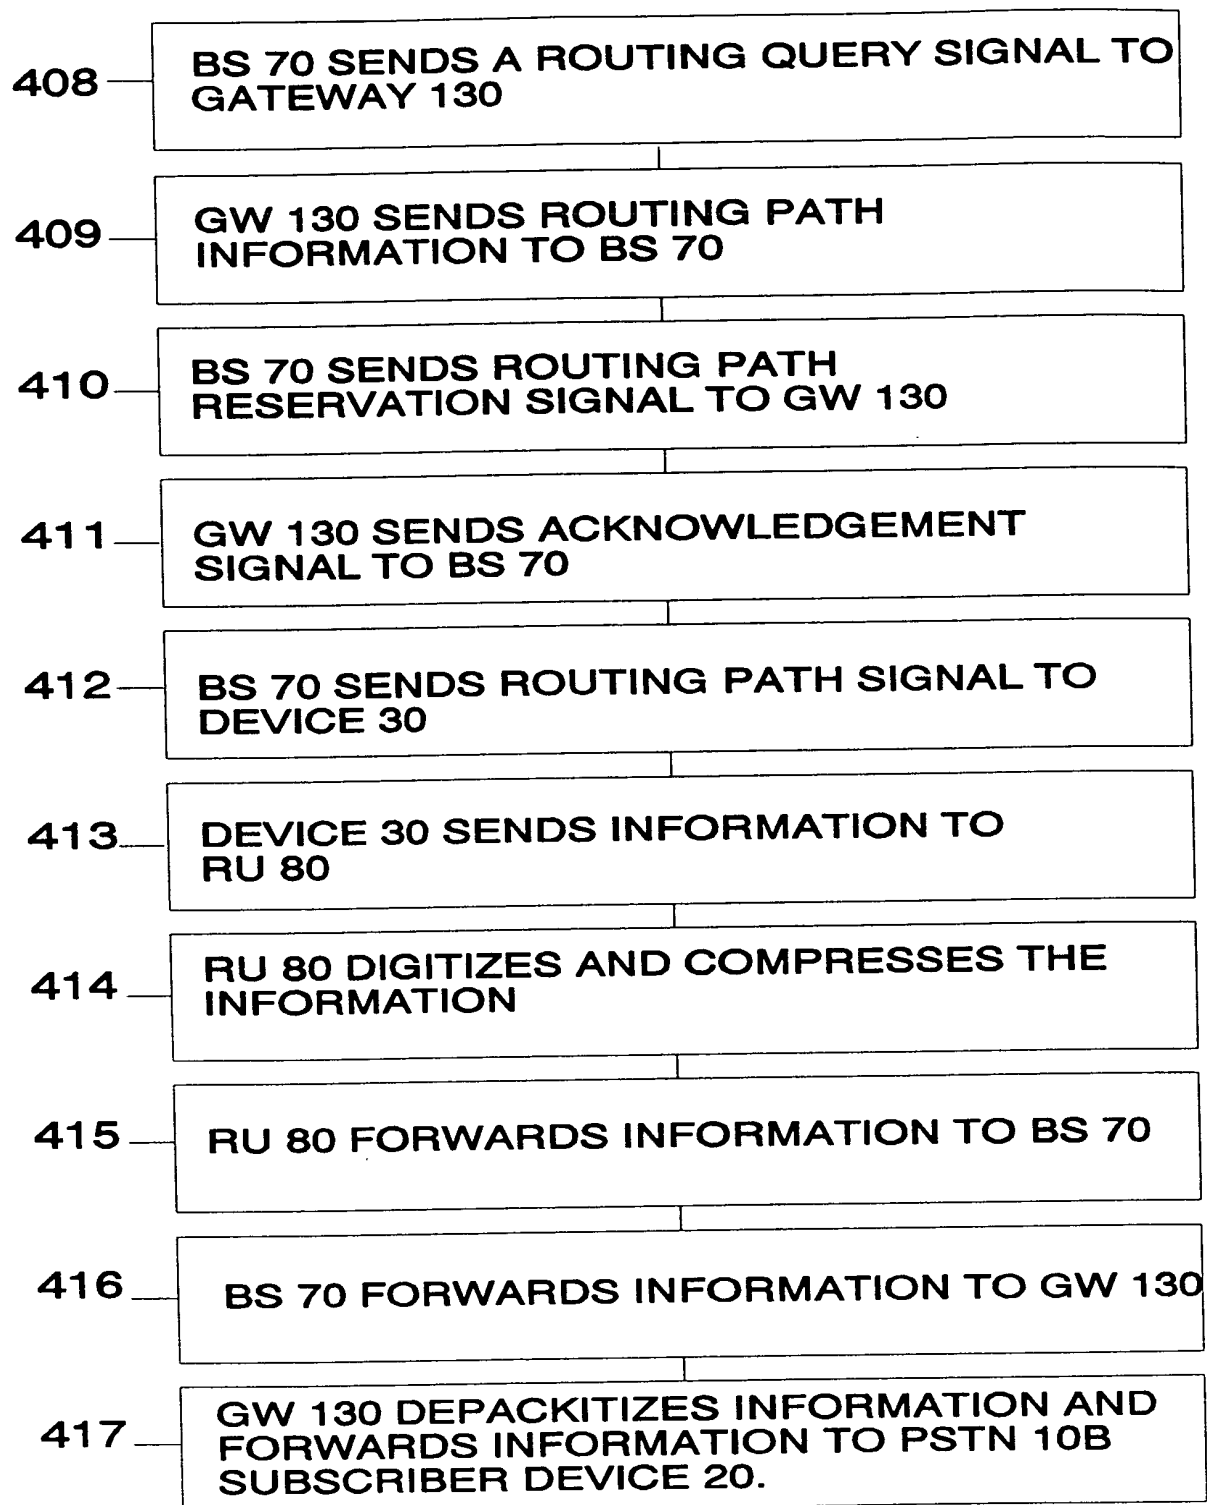 408
BS 70 SENDS A ROUTING QUERY SIGNAL TO
GATEWAY 130
409
GW 130 SENDS ROUTING PATH
INFORMATION TO BS 70
410
BS 70 SENDS ROUTING PATH
RESERVATION SIGNAL TO GW 130
411
GW 130 SENDS ACKNOWLEDGEMENT
SIGNAL TO BS 70
412
BS 70 SENDS ROUTING PATH SIGNAL TO
DEVICE 30
413
DEVICE 30 SENDS INFORMATION TO
RU 80
414
RU 80 DIGITIZES AND COMPRESSES THE
INFORMATION
415
RU 80 FORWARDS INFORMATION TO BS 70
416
BS 70 FORWARDS INFORMATION TO GW 130
417
GW 130 DEPACKITIZES INFORMATION AND
FORWARDS INFORMATION TO PSTN 10B
SUBSCRIBER DEVICE 20.